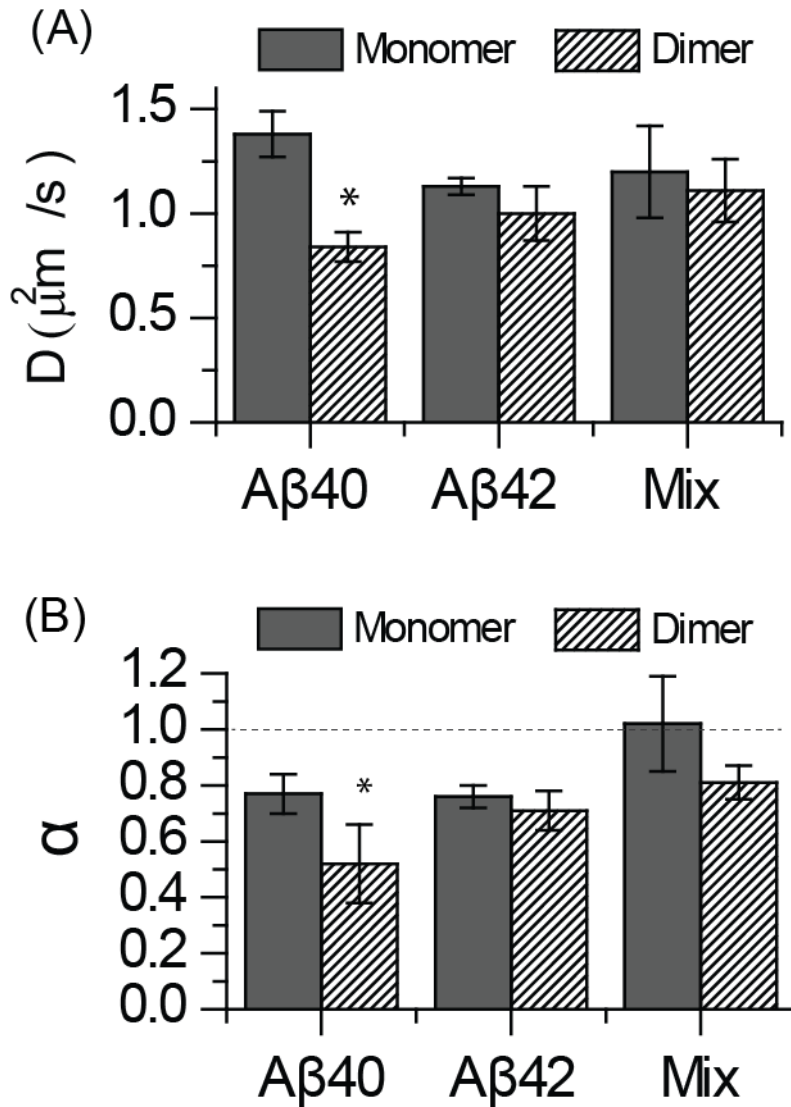 (A)
Monomer Dimer
D (μm² /s)
1.5
1.0
0.5
0.0
*
Aβ40 Aβ42 Mix
(B)
Monomer Dimer
α
1.2
1.0
0.8
0.6
0.4
0.2
0.0
*
Aβ40 Aβ42 Mix